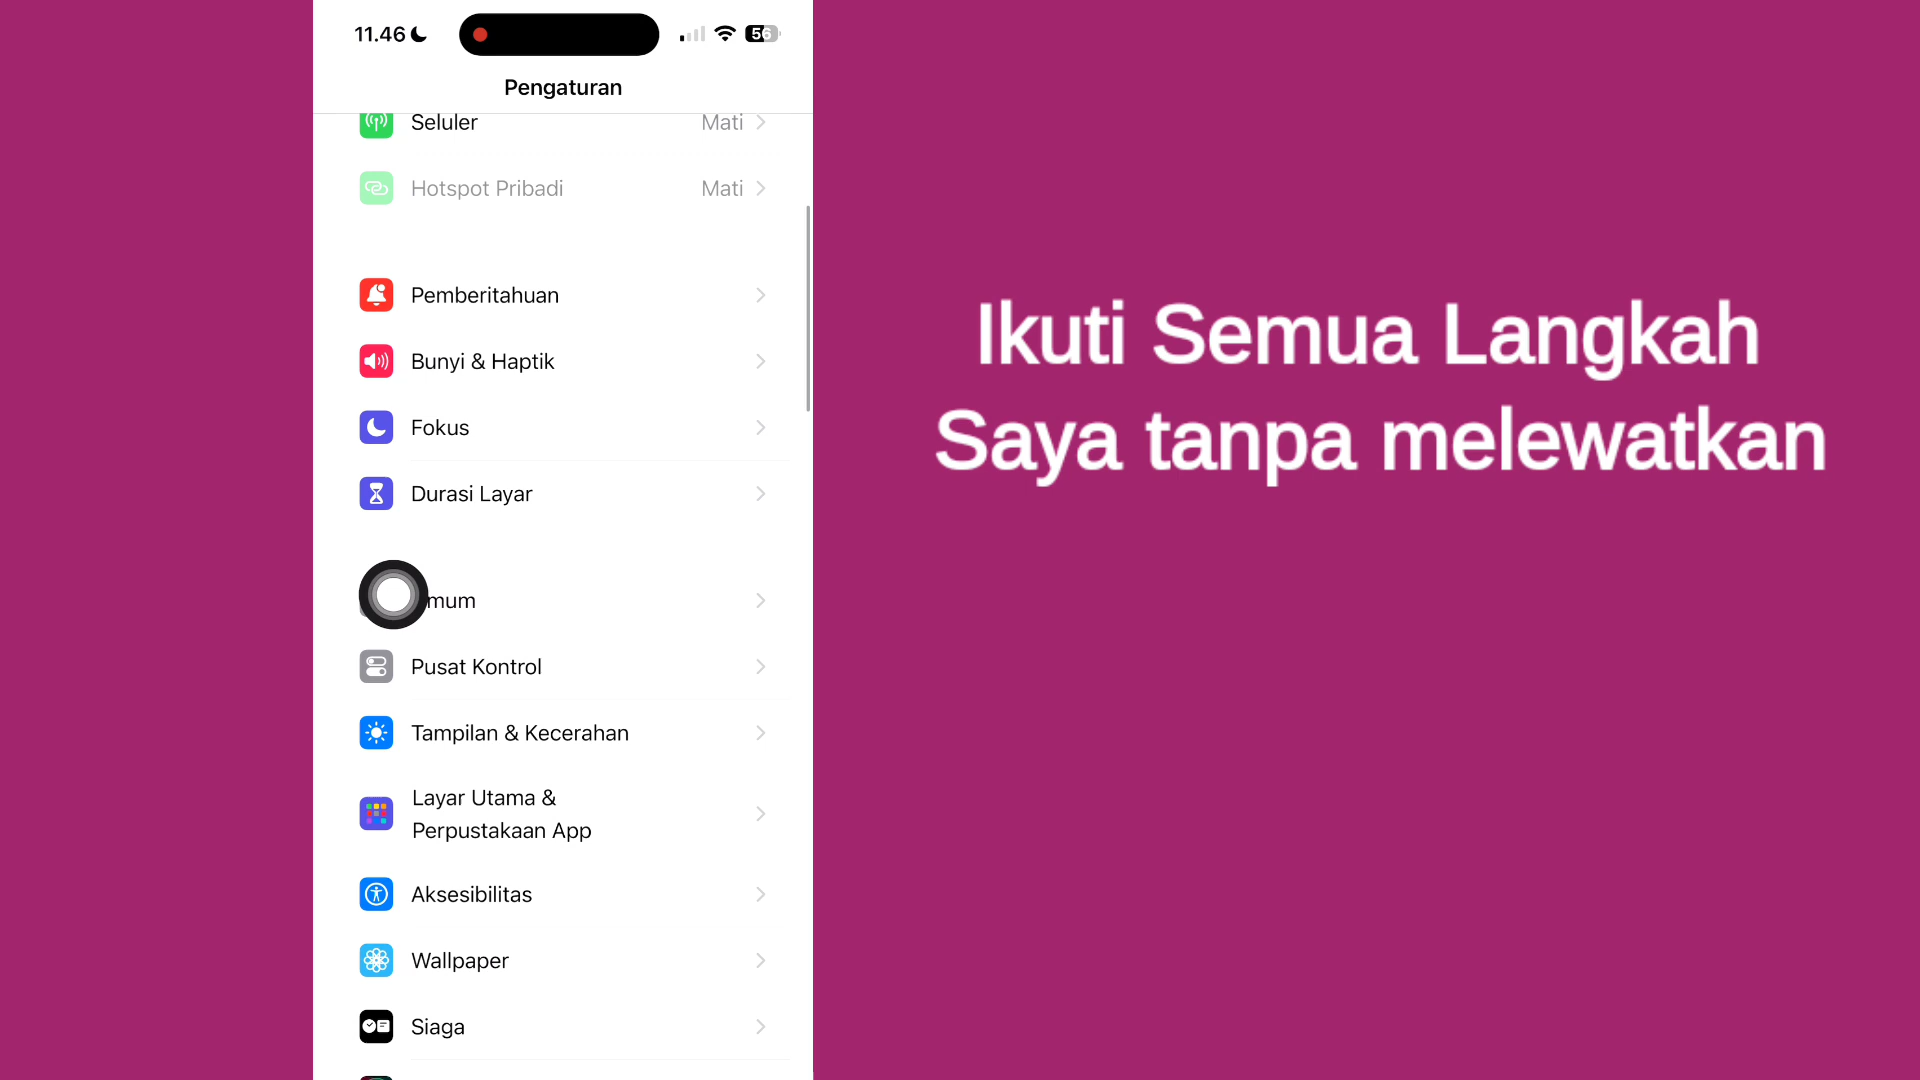 11.46
56
Pengaturan
Seluler Mati
Hotspot Pribadi Mati
Pemberitahuan
Bunyi & Haptik
Fokus
Durasi Layar
mum
Pusat Kontrol
Tampilan & Kecerahan
Layar Utama &
Perpustakaan App
Aksesibilitas
Wallpaper
Siaga
Ikuti Semua Langkah
Saya tanpa melewatkan